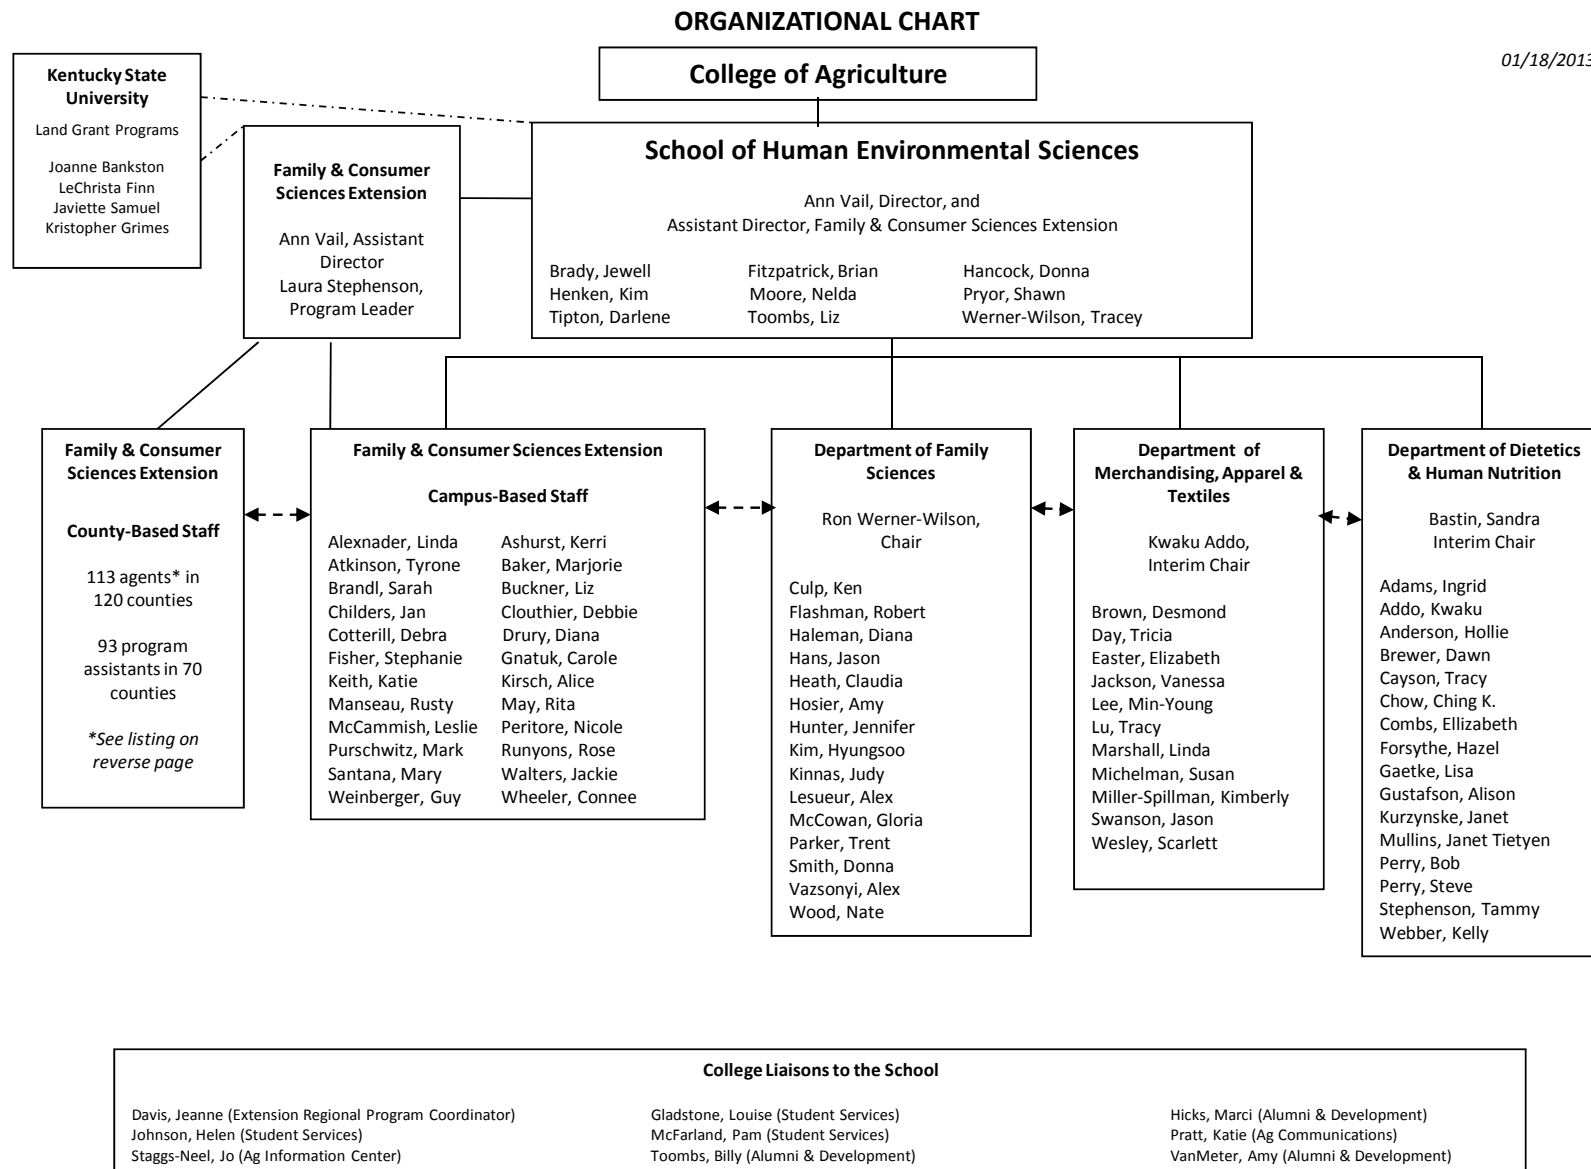 ORGANIZATIONAL CHART
01/18/2013
College of Agriculture
Kentucky State
University
Land Grant Programs
Joanne Bankston
LeChrista Finn
Javiette Samuel
Kristopher Grimes
Family & Consumer
Sciences Extension
Ann Vail, Assistant
Director
Laura Stephenson,
Program Leader
School of Human Environmental Sciences
Ann Vail, Director, and
Assistant Director, Family & Consumer Sciences Extension
Brady, Jewell Fitzpatrick, Brian Hancock, Donna
Henken, Kim Moore, Nelda Pryor, Shawn
Tipton, Darlene Toombs, Liz Werner-Wilson, Tracey
Family & Consumer
Sciences Extension
County-Based Staff
113 agents* in
120 counties
93 program
assistants in 70
counties
*See listing on
reverse page
Family & Consumer Sciences Extension
Campus-Based Staff
Alexnader, Linda Ashurst, Kerri
Atkinson, Tyrone Baker, Marjorie
Brandl, Sarah Buckner, Liz
Childers, Jan Clouthier, Debbie
Cotterill, Debra Drury, Diana
Fisher, Stephanie Gnatuk, Carole
Keith, Katie Kirsch, Alice
Manseau, Rusty May, Rita
McCammish, Leslie Peritore, Nicole
Purschwitz, Mark Runyons, Rose
Santana, Mary Walters, Jackie
Weinberger, Guy Wheeler, Connee
Department of Family
Sciences
Ron Werner-Wilson,
Chair
Culp, Ken
Flashman, Robert
Haleman, Diana
Hans, Jason
Heath, Claudia
Hosier, Amy
Hunter, Jennifer
Kim, Hyungsoo
Kinnas, Judy
Lesueur, Alex
McCowan, Gloria
Parker, Trent
Smith, Donna
Vazsonyi, Alex
Wood, Nate
Department of
Merchandising, Apparel &
Textiles
Kwaku Addo,
Interim Chair
Brown, Desmond
Day, Tricia
Easter, Elizabeth
Jackson, Vanessa
Lee, Min-Young
Lu, Tracy
Marshall, Linda
Michelman, Susan
Miller-Spillman, Kimberly
Swanson, Jason
Wesley, Scarlett
Department of Dietetics
& Human Nutrition
Bastin, Sandra
Interim Chair
Adams, Ingrid
Addo, Kwaku
Anderson, Hollie
Brewer, Dawn
Cayson, Tracy
Chow, Ching K.
Combs, Ellizabeth
Forsythe, Hazel
Gaetke, Lisa
Gustafson, Alison
Kurzynske, Janet
Mullins, Janet Tietyen
Perry, Bob
Perry, Steve
Stephenson, Tammy
Webber, Kelly
College Liaisons to the School
Davis, Jeanne (Extension Regional Program Coordinator) Gladstone, Louise (Student Services) Hicks, Marci (Alumni & Development)
Johnson, Helen (Student Services) McFarland, Pam (Student Services) Pratt, Katie (Ag Communications)
Staggs-Neel, Jo (Ag Information Center) Toombs, Billy (Alumni & Development) VanMeter, Amy (Alumni & Development)